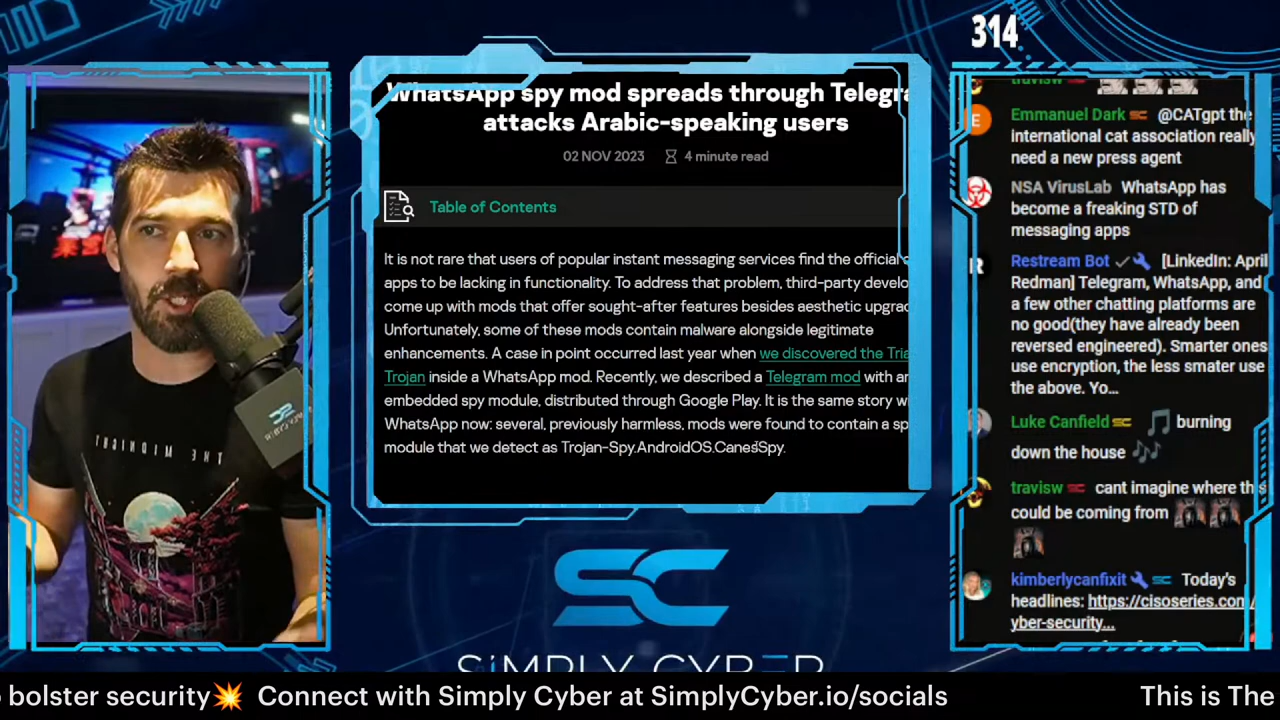 314
WhatsApp spy mod spreads through Telegra
attacks Arabic-speaking users
02 NOV 2023 4 minute read
Table of Contents
It is not rare that users of popular instant messaging services find the official c
apps to be lacking in functionality. To address that problem, third-party develo
come up with mods that offer sought-after features besides aesthetic upgrad
Unfortunately, some of these mods contain malware alongside legitimate
enhancements. A case in point occurred last year when we discovered the Tria
Trojan inside a WhatsApp mod. Recently, we described a Telegram mod with an
embedded spy module, distributed through Google Play. It is the same story w
WhatsApp now: several, previously harmless, mods were found to contain a sp
module that we detect as Trojan-Spy.AndroidOS.CanesSpy.
SC
SIMPLY CYBER
THE MIDNIGHT
travisw
Emmanuel Dark @CATgpt the
international cat association really
need a new press agent
NSA VirusLab WhatsApp has
become a freaking STD of
messaging apps
Restream Bot [LinkedIn: April
Redman] Telegram, WhatsApp, and
a few other chatting platforms are
no good(they have already been
reversed engineered). Smarter ones
use encryption, the less smater use
the above. Yo...
Luke Canfield burning
down the house
travisw cant imagine where this
could be coming from
kimberlycanfixit Today's
headlines: https://cisoseries.com/
yber-security...
o bolster security💥 Connect with Simply Cyber at SimplyCyber.io/socials This is The